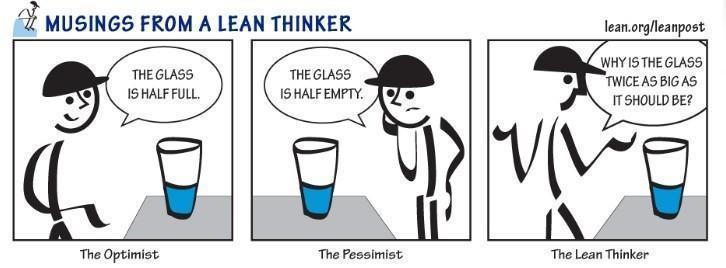 MUSINGS FROM A LEAN THINKER
lean.org/leanpost
THE GLASS
IS HALF FULL.
THE GLASS
IS HALF EMPTY.
WHY IS THE GLASS
TWICE AS BIG AS
IT SHOULD BE?
The Optimist
The Pessimist
The Lean Thinker